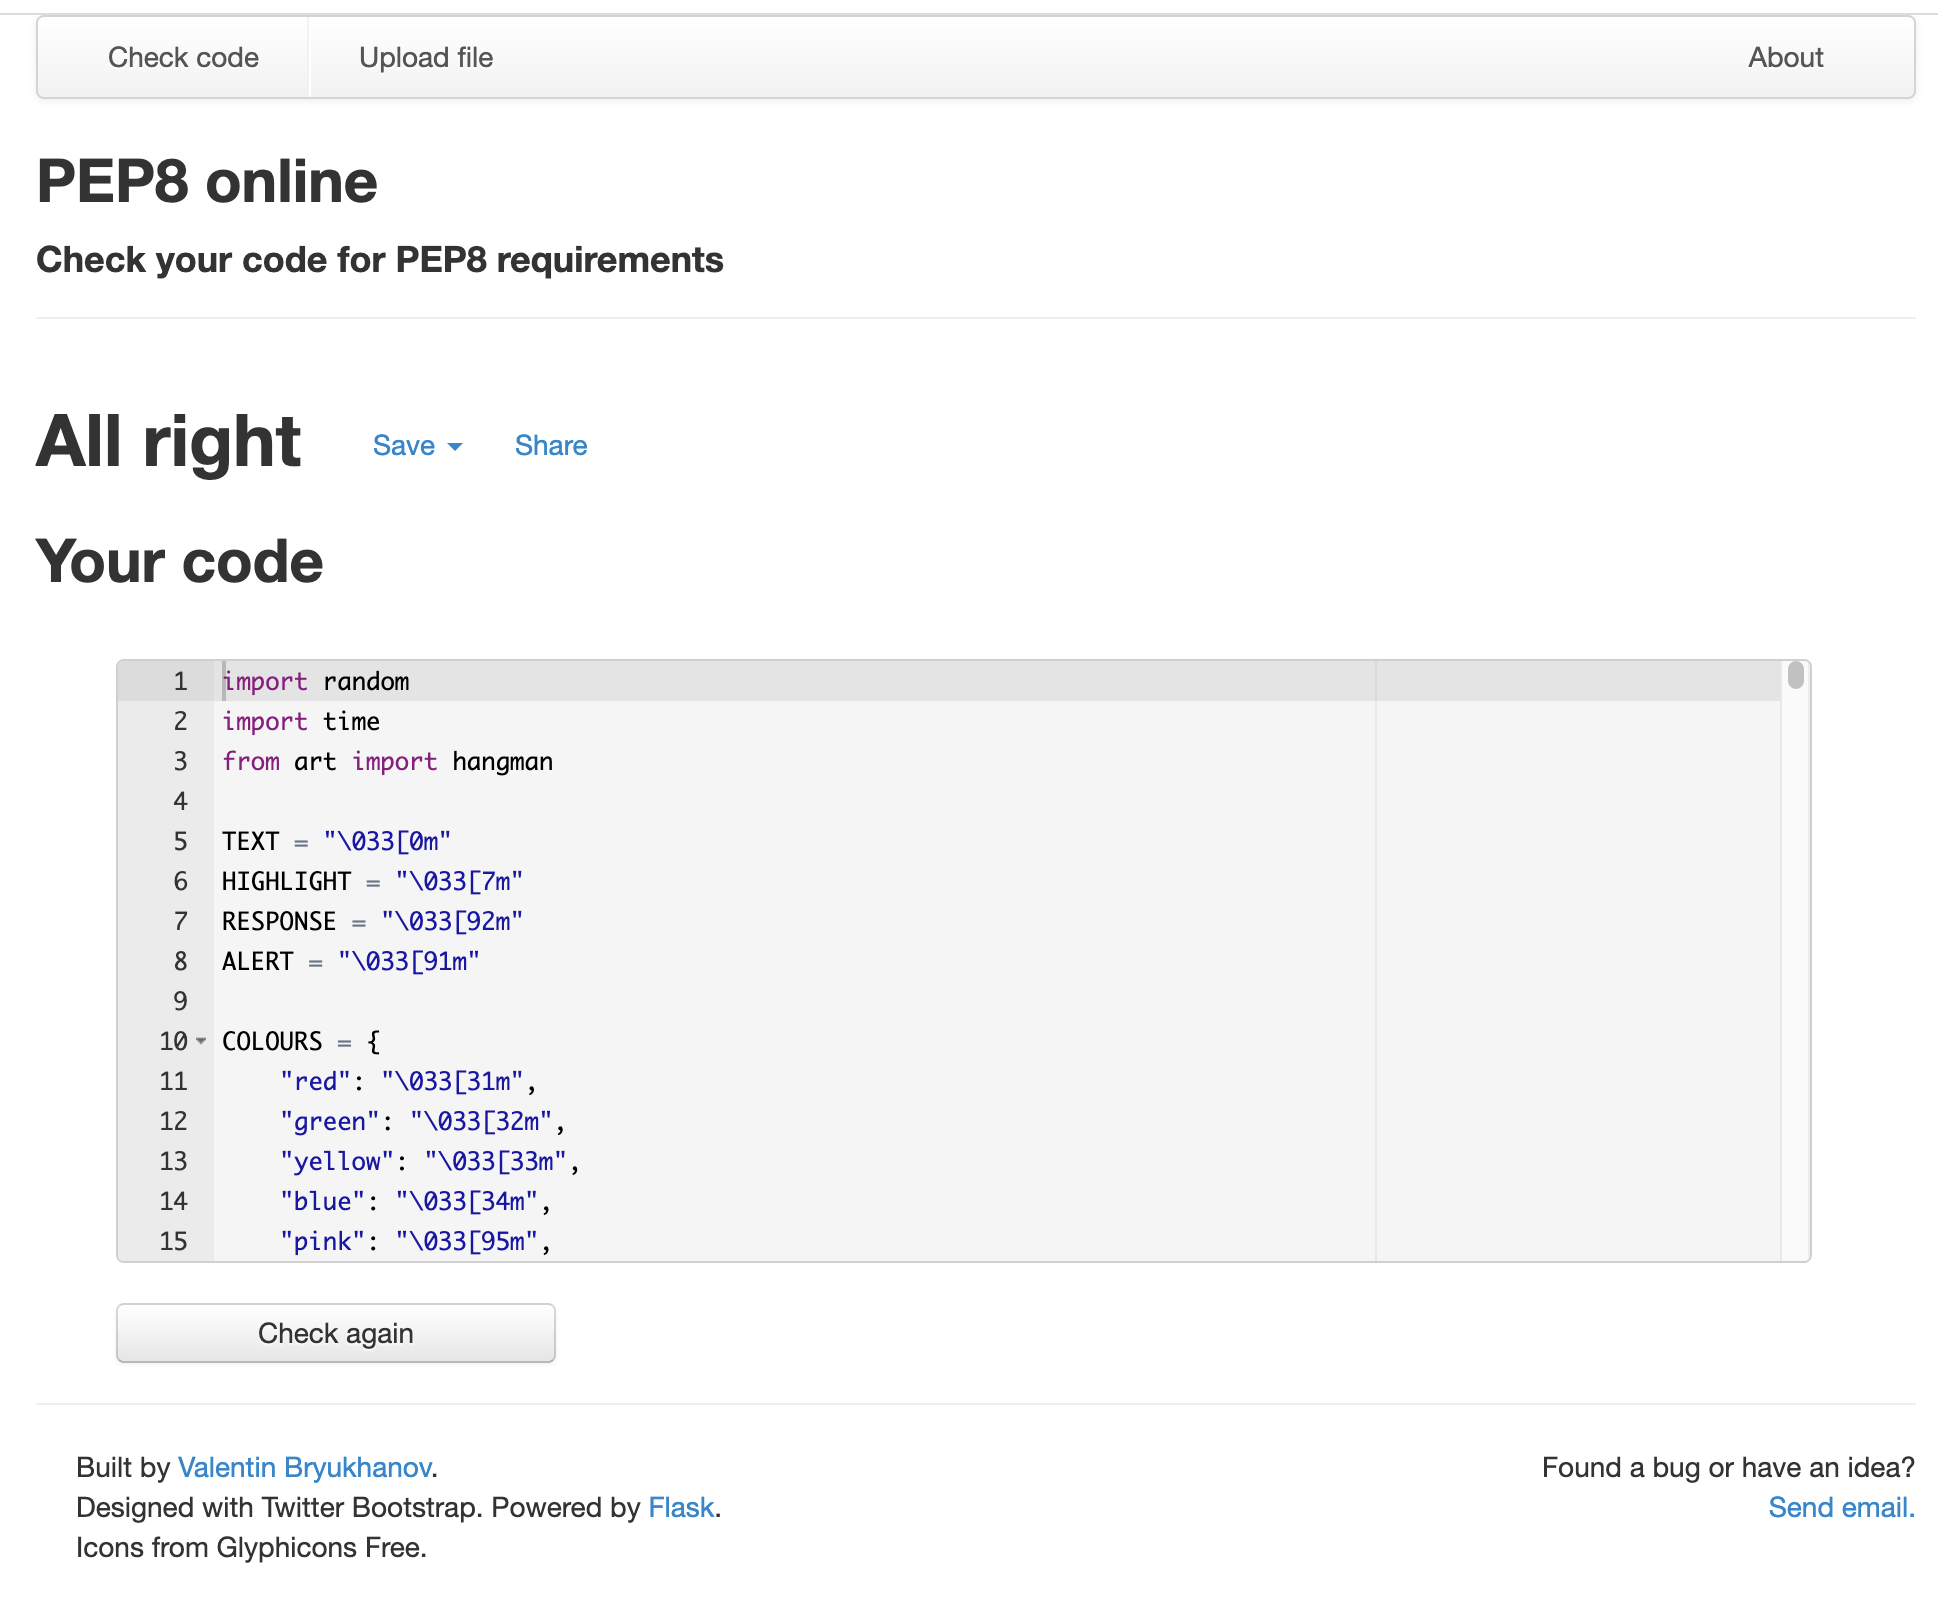 Check code Upload file About
PEP8 online
Check your code for PEP8 requirements
All right Save Share
Your code
1 import random
2 import time
3 from art import hangman
4
5 TEXT = "\033[0m"
6 HIGHLIGHT = "\033[7m"
7 RESPONSE = "\033[92m"
8 ALERT = "\033[91m"
9
10 COLOURS = {
11     "red": "\033[31m",
12     "green": "\033[32m",
13     "yellow": "\033[33m",
14     "blue": "\033[34m",
15     "pink": "\033[95m",
Check again
Built by Valentin Bryukhanov.
Designed with Twitter Bootstrap. Powered by Flask.
Icons from Glyphicons Free.
Found a bug or have an idea?
Send email.